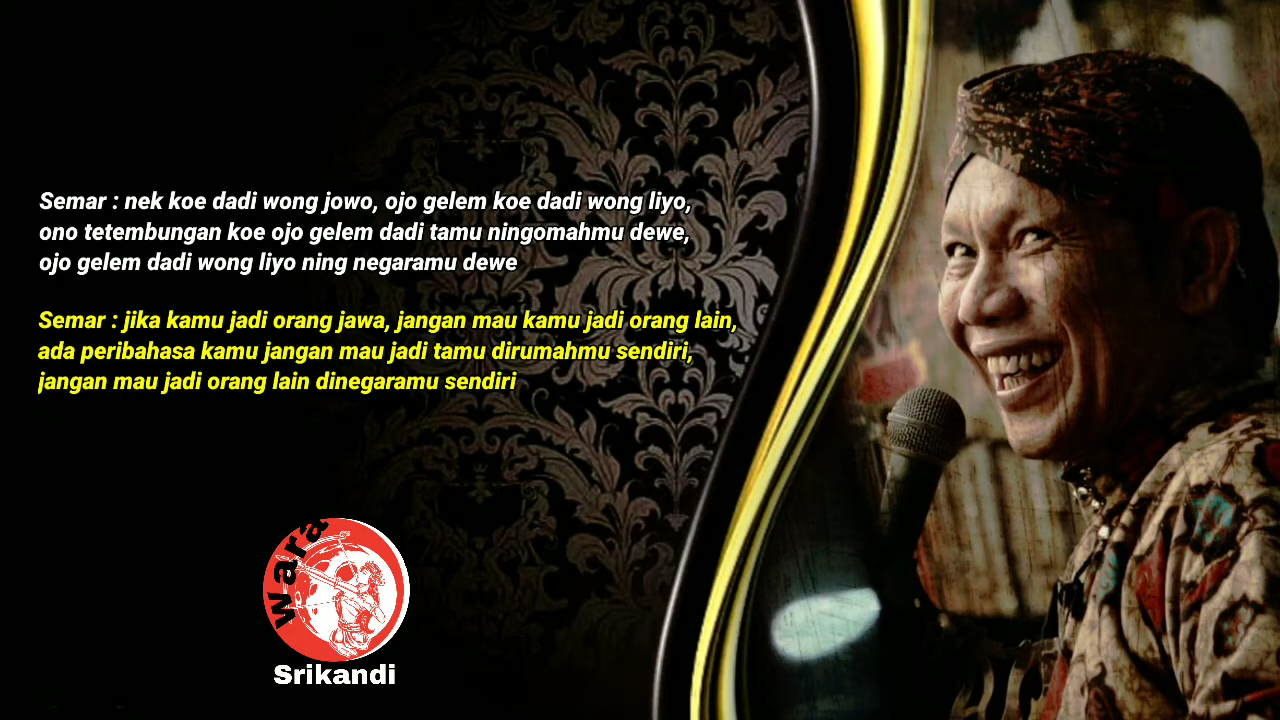 Semar : nek koe dadi wong jowo, ojo gelem koe dadi wong liyo,
ono tetembungan koe ojo gelem dadi tamu ningomahmu dewe,
ojo gelem dadi wong liyo ning negaramu dewe
Semar : jika kamu jadi orang jawa, jangan mau kamu jadi orang lain,
ada peribahasa kamu jangan mau jadi tamu dirumahmu sendiri,
jangan mau jadi orang lain dinegaramu sendiri
wara
Srikandi